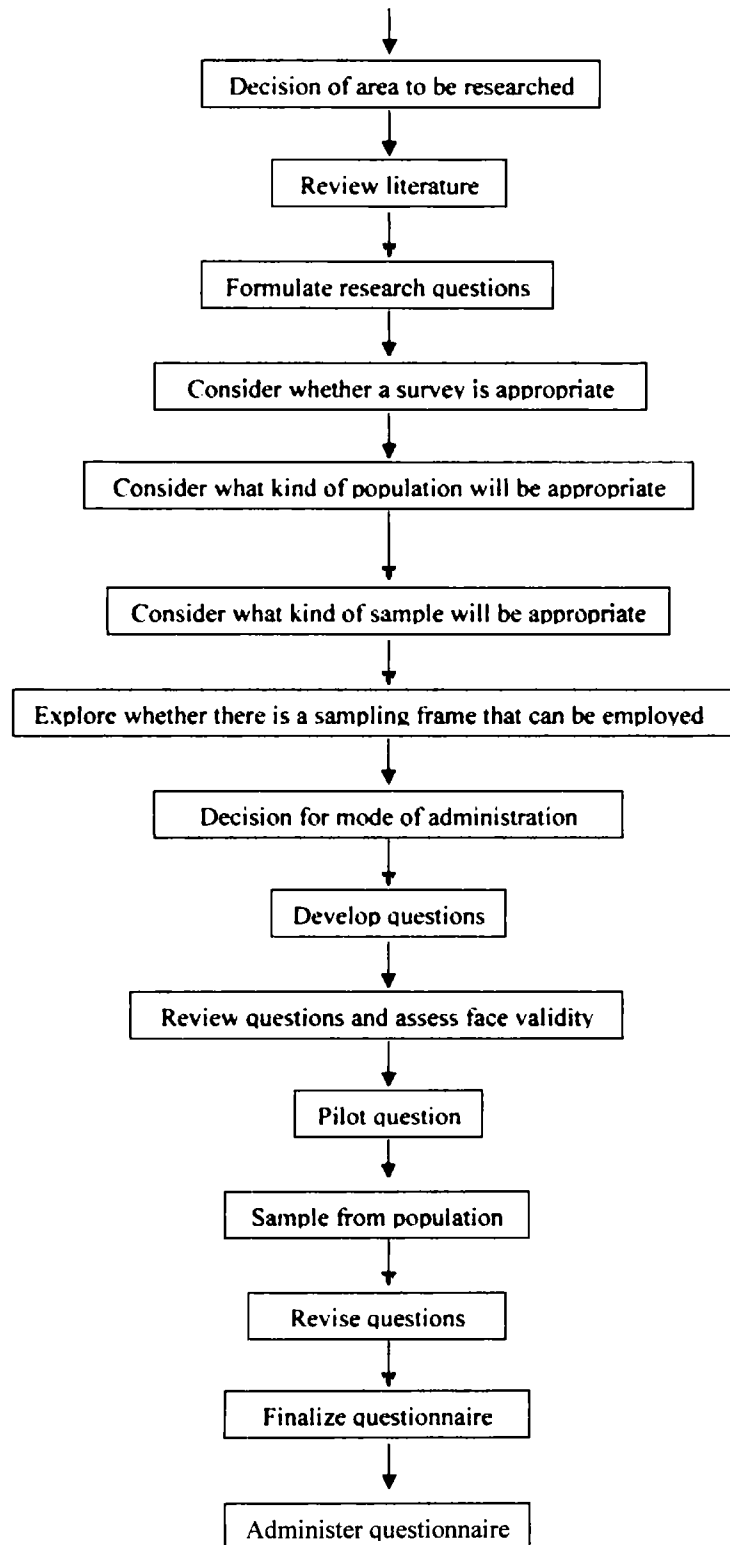 Decision of area to be researched
Review literature
Formulate research questions
Consider whether a survey is appropriate
Consider what kind of population will be appropriate
Consider what kind of sample will be appropriate
Explore whether there is a sampling frame that can be employed
Decision for mode of administration
Develop questions
Review questions and assess face validity
Pilot question
Sample from population
Revise questions
Finalize questionnaire
Administer questionnaire